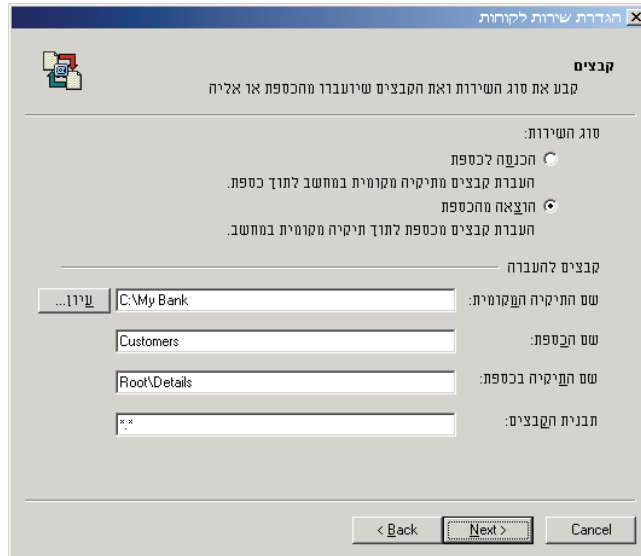 הגדרת שירות לקוחות
קבצים
קבע את סוג השירות ואת הקבצים שיועברו מהכספת או אליה
סוג השירות:
הכנסה לכספת
העברת קבצים מתיקיה מקומית במחשב לתוך כספת.
הוצאה מהכספת
העברת קבצים מכספת לתוך תיקיה מקומית במחשב.
קבצים להעברה
שם התיקיה המקומית: C:\My Bank עיון...
שם הכספת: Customers
שם התיקיה בכספת: Root\Details
תבנית הקבצים: *.*
< Back Next > Cancel